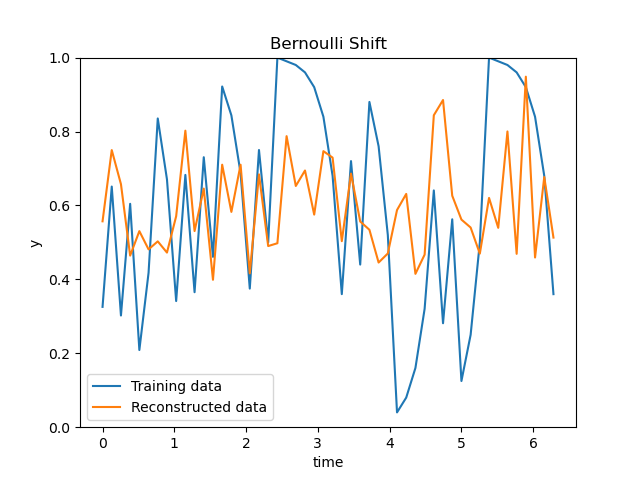 Bernoulli Shift
1.0
0.8
0.6
0.4
0.2
0.0
y
Training data
Reconstructed data
0 1 2 3 4 5 6
time